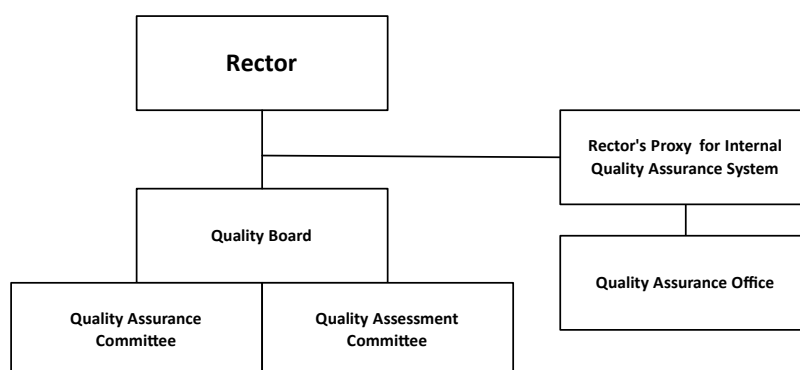 Rector
Rector's Proxy for Internal
Quality Assurance System
Quality Board
Quality Assurance Office
Quality Assurance
Committee
Quality Assessment
Committee